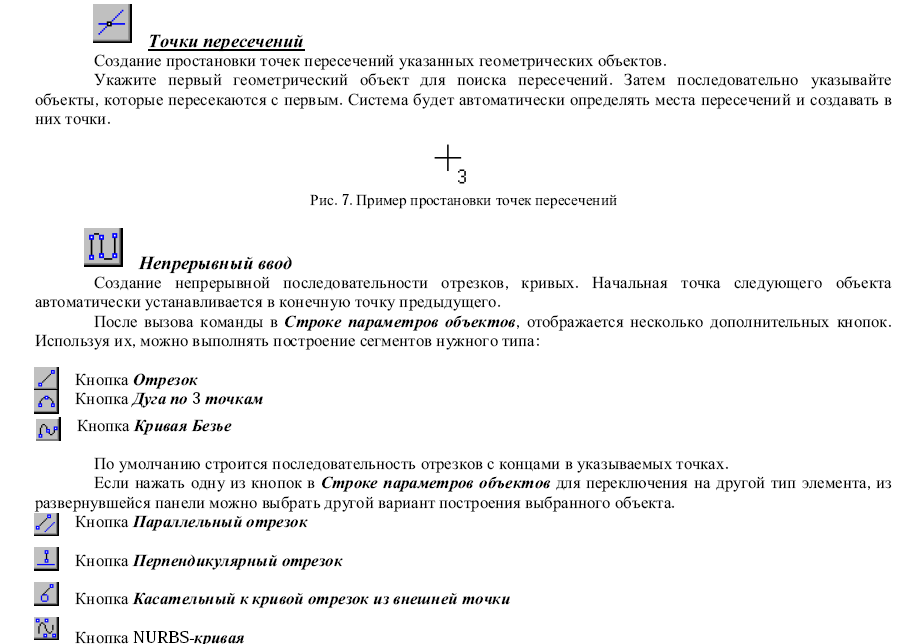 Точки пересечений
Создание простановки точек пересечений указанных геометрических объектов.
Укажите первый геометрический объект для поиска пересечений. Затем последовательно указывайте
объекты, которые пересекаются с первым. Система будет автоматически определять места пересечений и создавать в
них точки.
3
Рис. 7. Пример простановки точек пересечений
Непрерывный ввод
Создание непрерывной последовательности отрезков, кривых. Начальная точка следующего объекта
автоматически устанавливается в конечную точку предыдущего.
После вызова команды в Строке параметров объектов, отображается несколько дополнительных кнопок.
Используя их, можно выполнять построение сегментов нужного типа:
Кнопка Отрезок
Кнопка Дуга по 3 точкам
Кнопка Кривая Безье
По умолчанию строится последовательность отрезков с концами в указываемых точках.
Если нажать одну из кнопок в Строке параметров объектов для переключения на другой тип элемента, из
развернувшейся панели можно выбрать другой вариант построения выбранного объекта.
Кнопка Параллельный отрезок
Кнопка Перпендикулярный отрезок
Кнопка Касательный к кривой отрезок из внешней точки
Кнопка NURBS-кривая